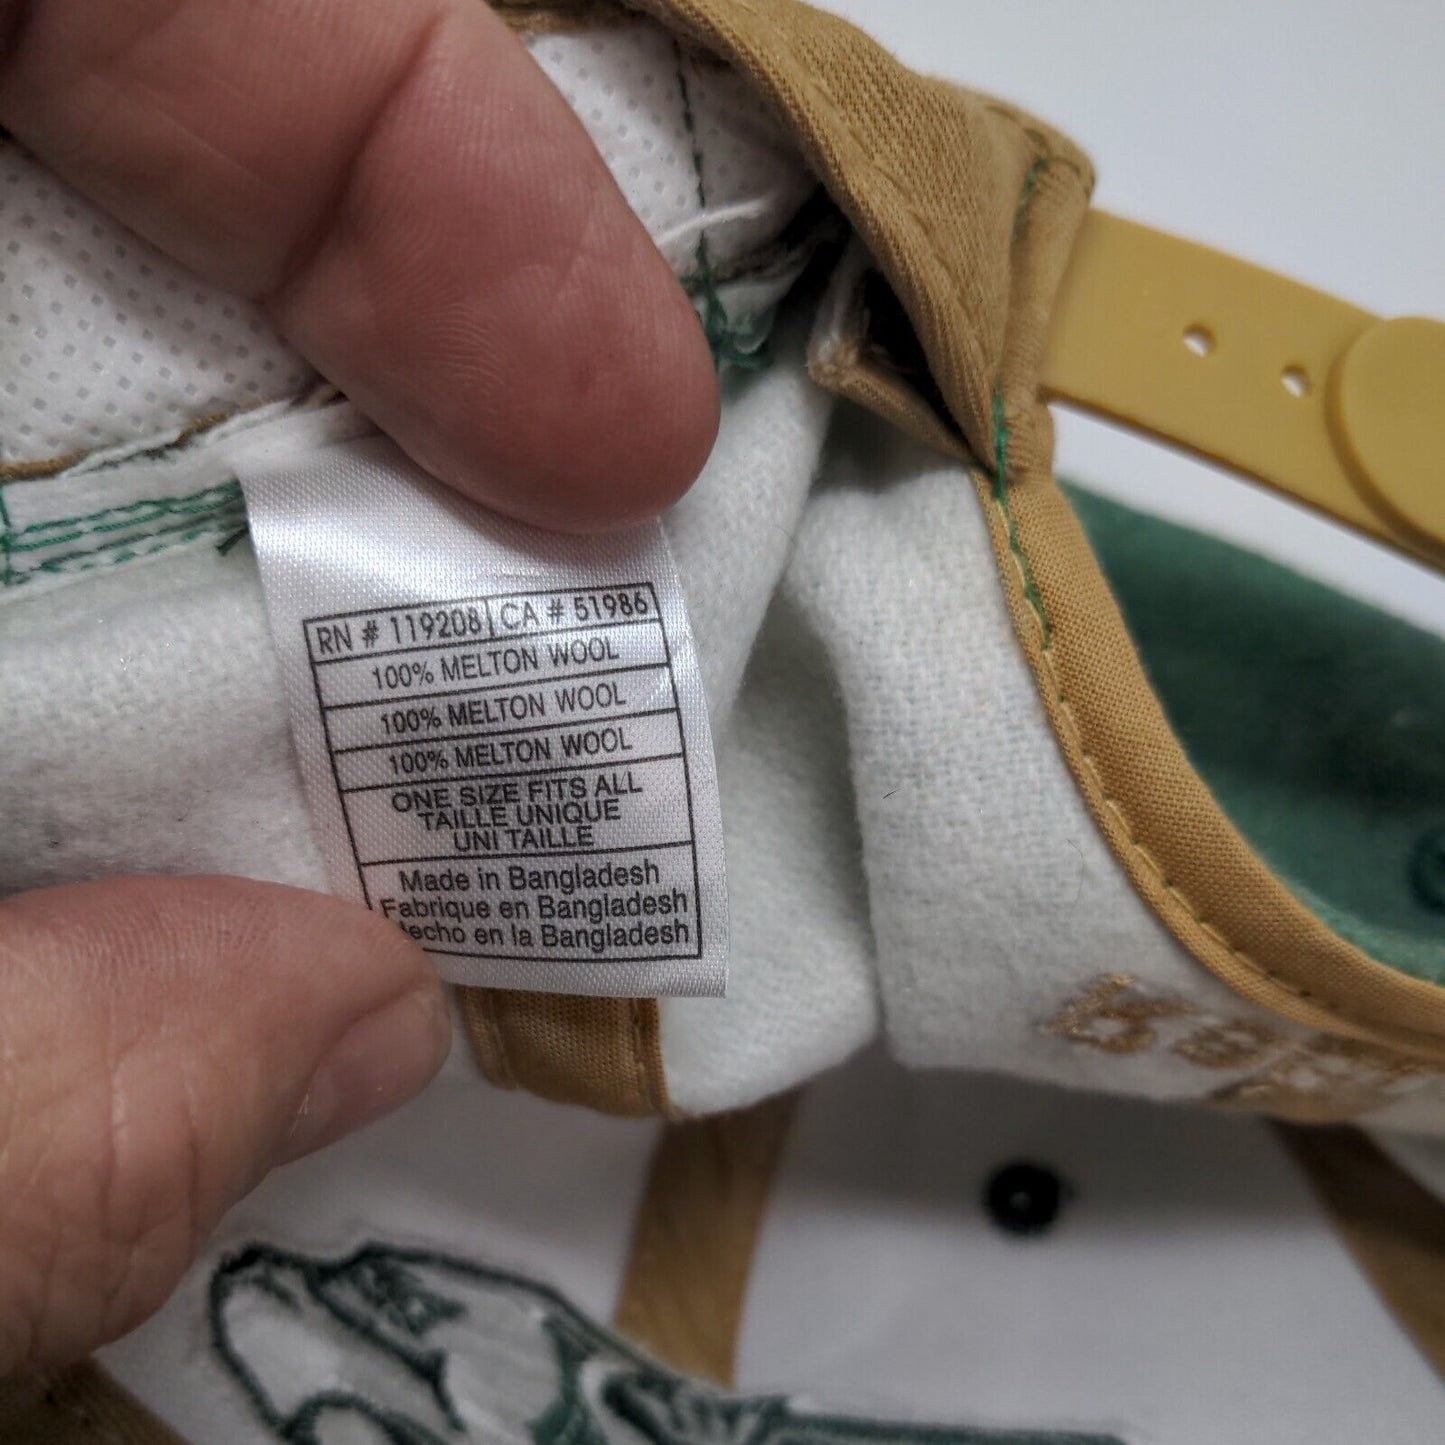 RN # 119208 | CA # 51986
100% MELTON WOOL
100% MELTON WOOL
100% MELTON WOOL
ONE SIZE FITS ALL
TAILLE UNIQUE
UNI TAILLE
Made in Bangladesh
Fabrique en Bangladesh
en la Bangladesh